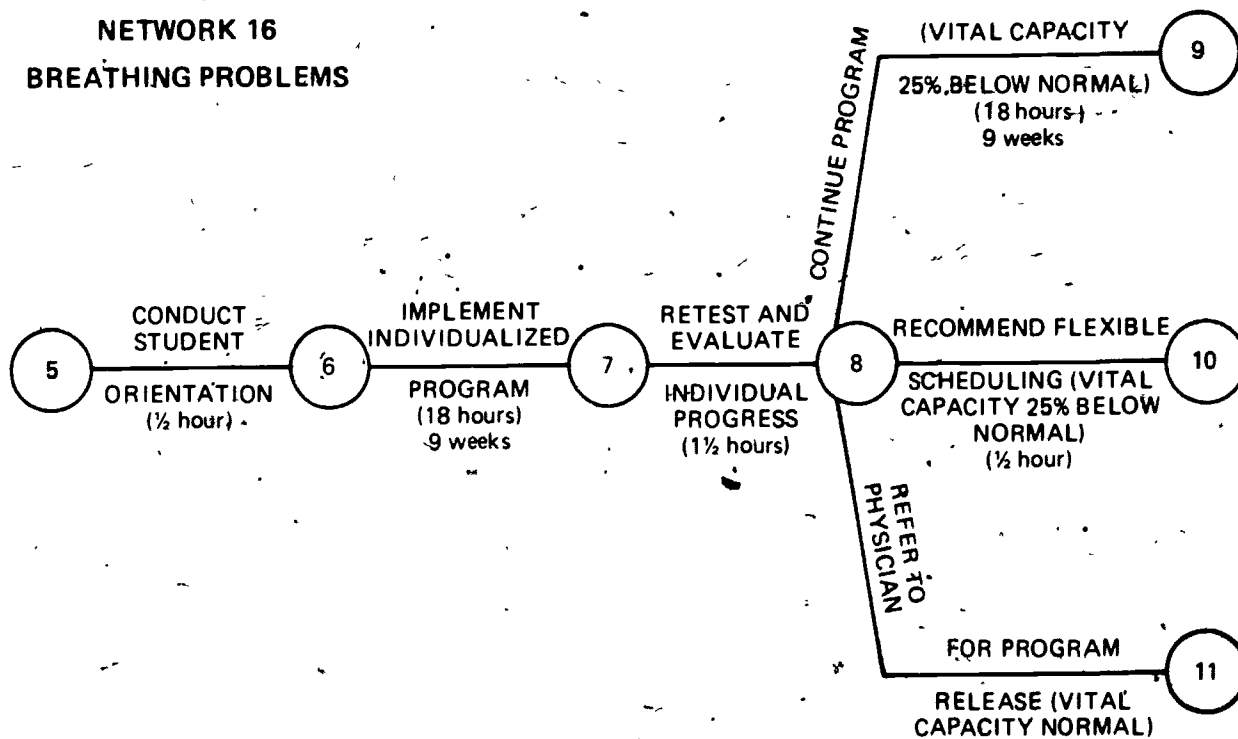 NETWORK 16
BREATHING PROBLEMS
5
CONDUCT
STUDENT
ORIENTATION
(½ hour)
6
IMPLEMENT
INDIVIDUALIZED
PROGRAM
(18 hours)
9 weeks
7
RETEST AND
EVALUATE
INDIVIDUAL
PROGRESS
(1½ hours)
8
CONTINUE PROGRAM
(VITAL CAPACITY
25% BELOW NORMAL)
(18 hours)
9 weeks
9
RECOMMEND FLEXIBLE
SCHEDULING (VITAL
CAPACITY 25% BELOW
NORMAL)
(½ hour)
10
REFER TO
PHYSICIAN
FOR PROGRAM
RELEASE (VITAL
CAPACITY NORMAL)
11